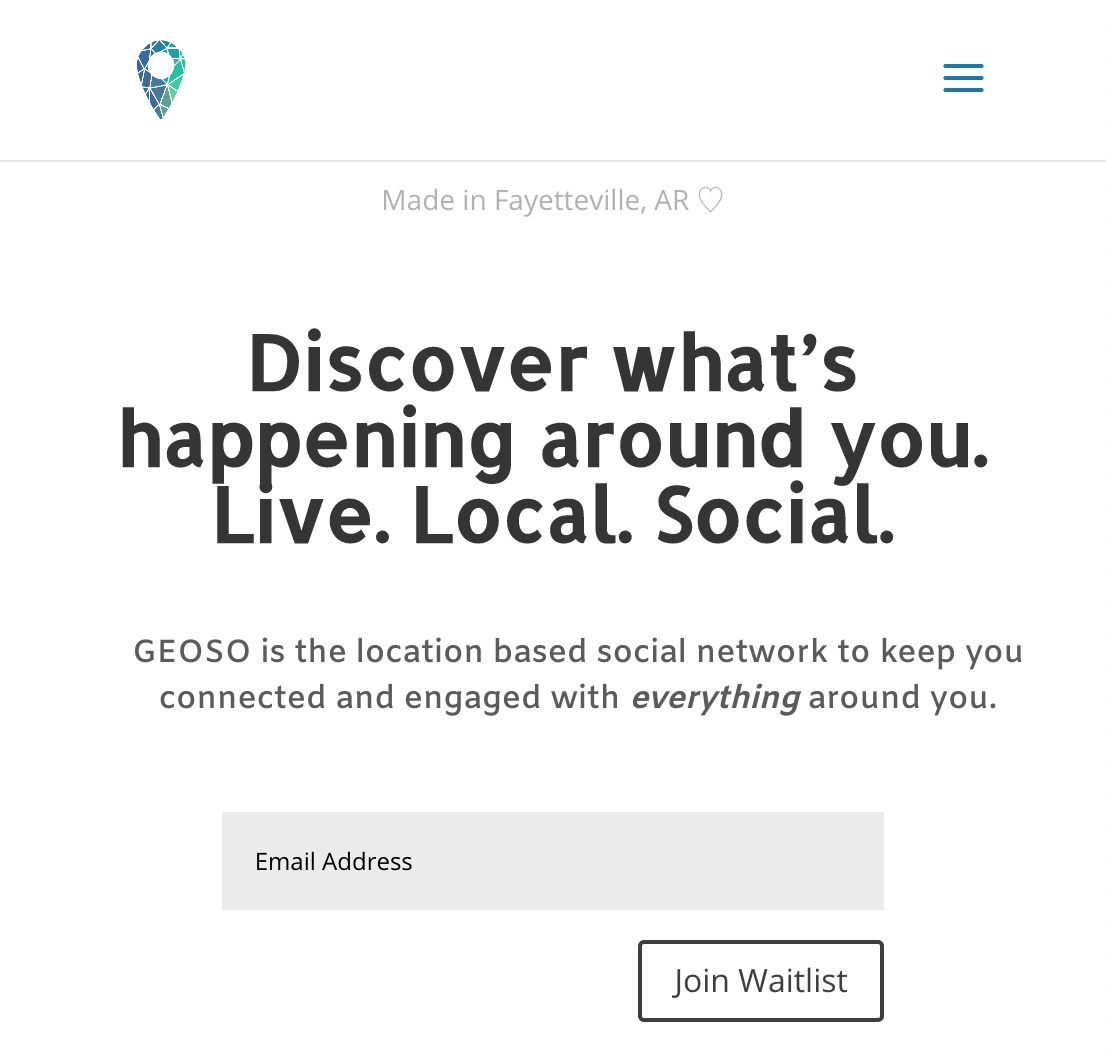 Made in Fayetteville, AR ♡
Discover what’s
happening around you.
Live. Local. Social.
GEOSO is the location based social network to keep you
connected and engaged with everything around you.
Email Address
Join Waitlist